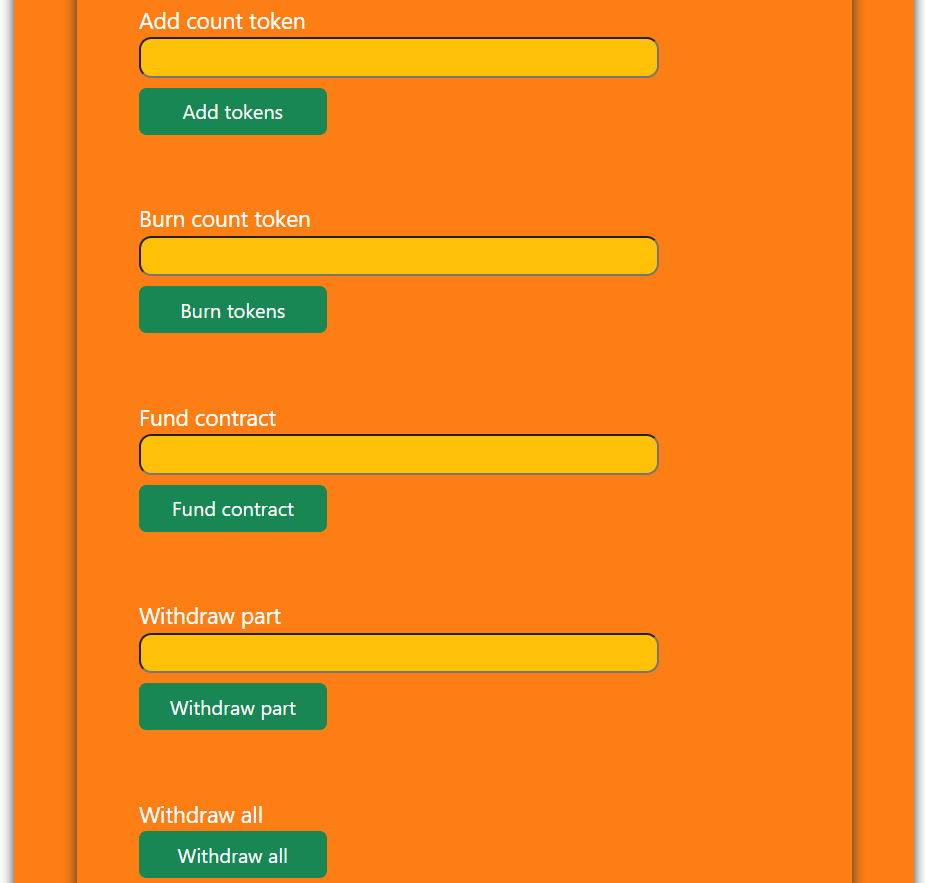 Add count token
Add tokens
Burn count token
Burn tokens
Fund contract
Fund contract
Withdraw part
Withdraw part
Withdraw all
Withdraw all